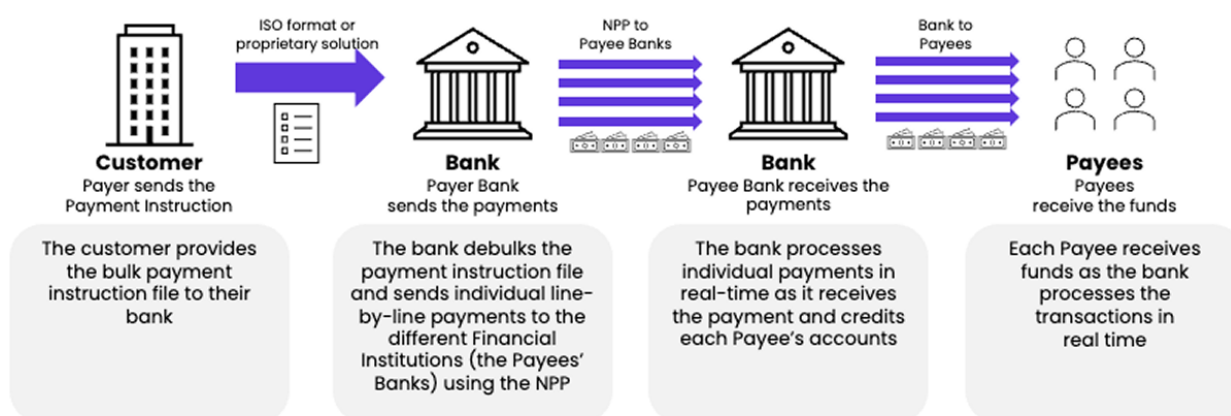 ISO format or
proprietary solution
NPP to
Payee Banks
Bank to
Payees
Customer
Payer sends the
Payment Instruction
Bank
Payer Bank
sends the payments
Bank
Payee Bank receives the
payments
Payees
Payees
receive the funds
The customer provides
the bulk payment
instruction file to their
bank
The bank debulks the
payment instruction file
and sends individual line-
by-line payments to the
different Financial
Institutions (the Payees’
Banks) using the NPP
The bank processes
individual payments in
real-time as it receives
the payment and credits
each Payee’s accounts
Each Payee receives
funds as the bank
processes the
transactions in
real time